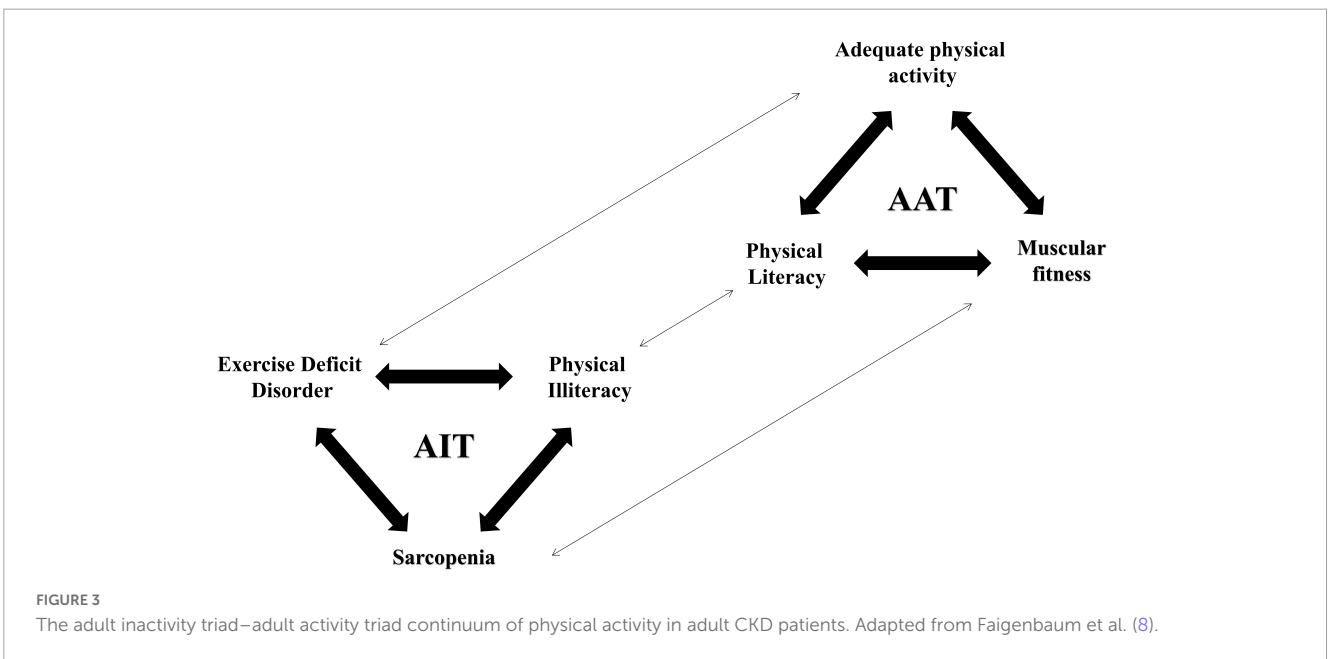 Adequate physical
activity
AAT
Physical
Literacy
Muscular
fitness
Exercise Deficit
Disorder
Physical
Illiteracy
AIT
Sarcopenia
FIGURE 3
The adult inactivity triad–adult activity triad continuum of physical activity in adult CKD patients. Adapted from Faigenbaum et al. (8).